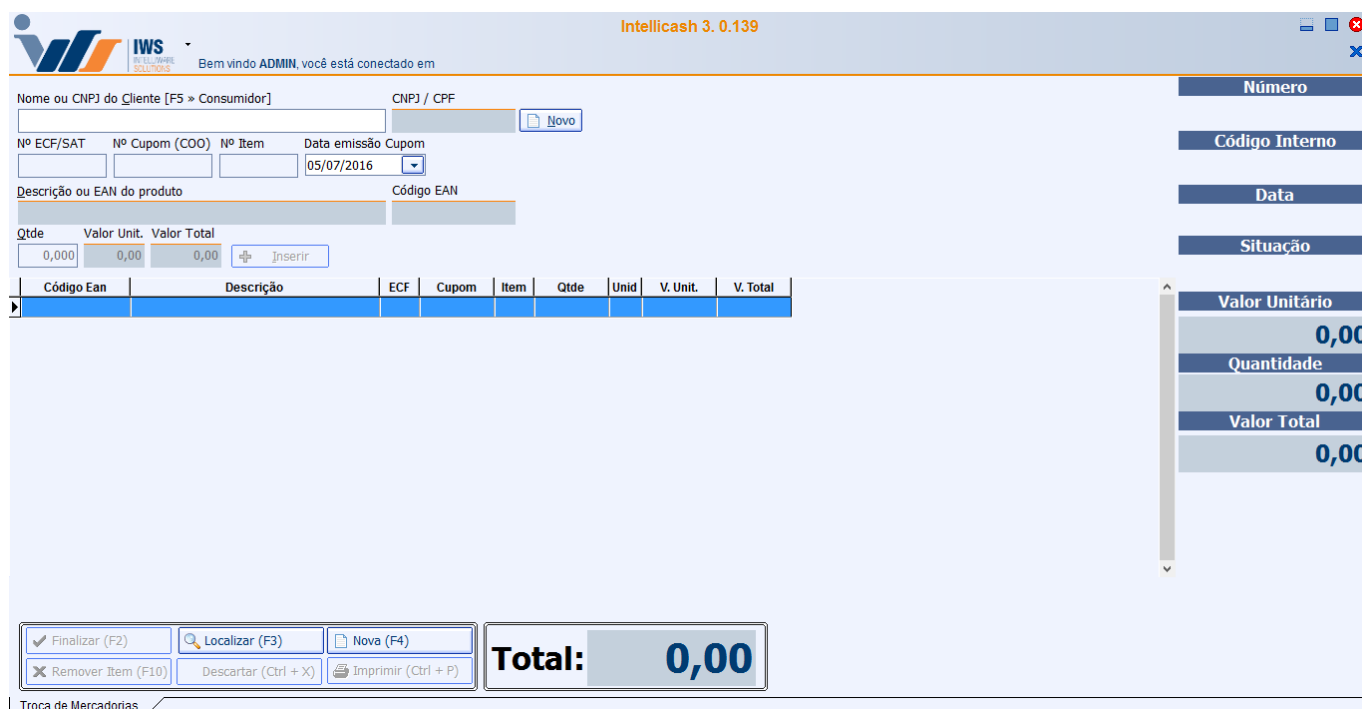 Intellicash 3. 0.139
IWS
INTELLIWARE
SOLUTIONS
Bem vindo ADMIN, você está conectado em
Nome ou CNPJ do Cliente [F5 » Consumidor]
CNPJ / CPF
Novo
Nº ECF/SAT
Nº Cupom (COO)
Nº Item
Data emissão Cupom
05/07/2016
Descrição ou EAN do produto
Código EAN
Qtde
Valor Unit.
Valor Total
0,000
0,00
0,00
Inserir
Código Ean
Descrição
ECF
Cupom
Item
Qtde
Unid
V. Unit.
V. Total
Número
Código Interno
Data
Situação
Valor Unitário
0,00
Quantidade
0,00
Valor Total
0,00
Finalizar (F2)
Localizar (F3)
Nova (F4)
Remover Item (F10)
Descartar (Ctrl + X)
Imprimir (Ctrl + P)
Total:
0,00
Troca de Mercadorias